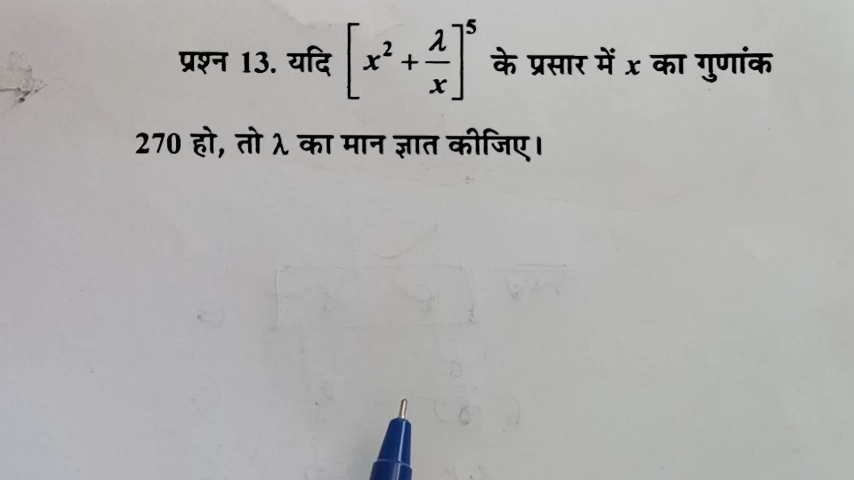 प्रश्न 13. यदि [x² + λ/x]⁵ के प्रसार में x का गुणांक
270 हो, तो λ का मान ज्ञात कीजिए।